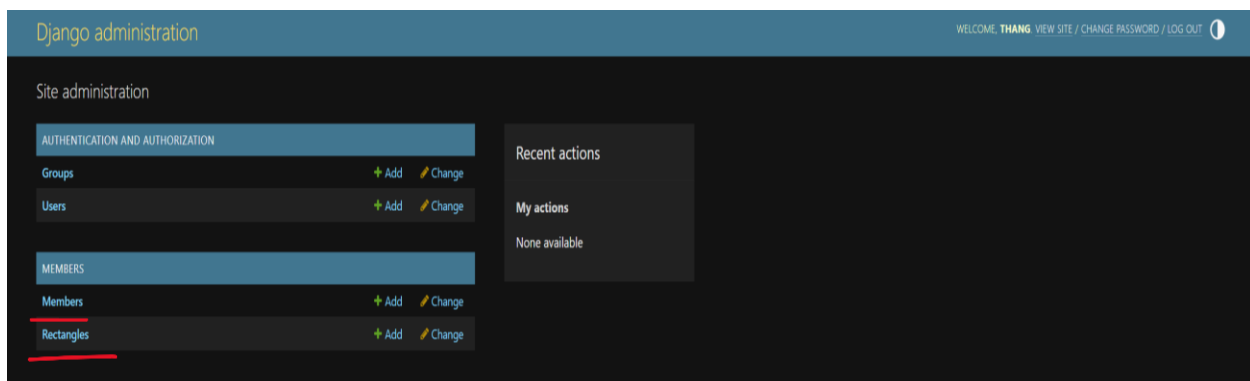 Django administration
WELCOME, THANG. VIEW SITE / CHANGE PASSWORD / LOG OUT
Site administration
AUTHENTICATION AND AUTHORIZATION
Groups + Add Change
Users + Add Change
MEMBERS
Members + Add Change
Rectangles + Add Change
Recent actions
My actions
None available